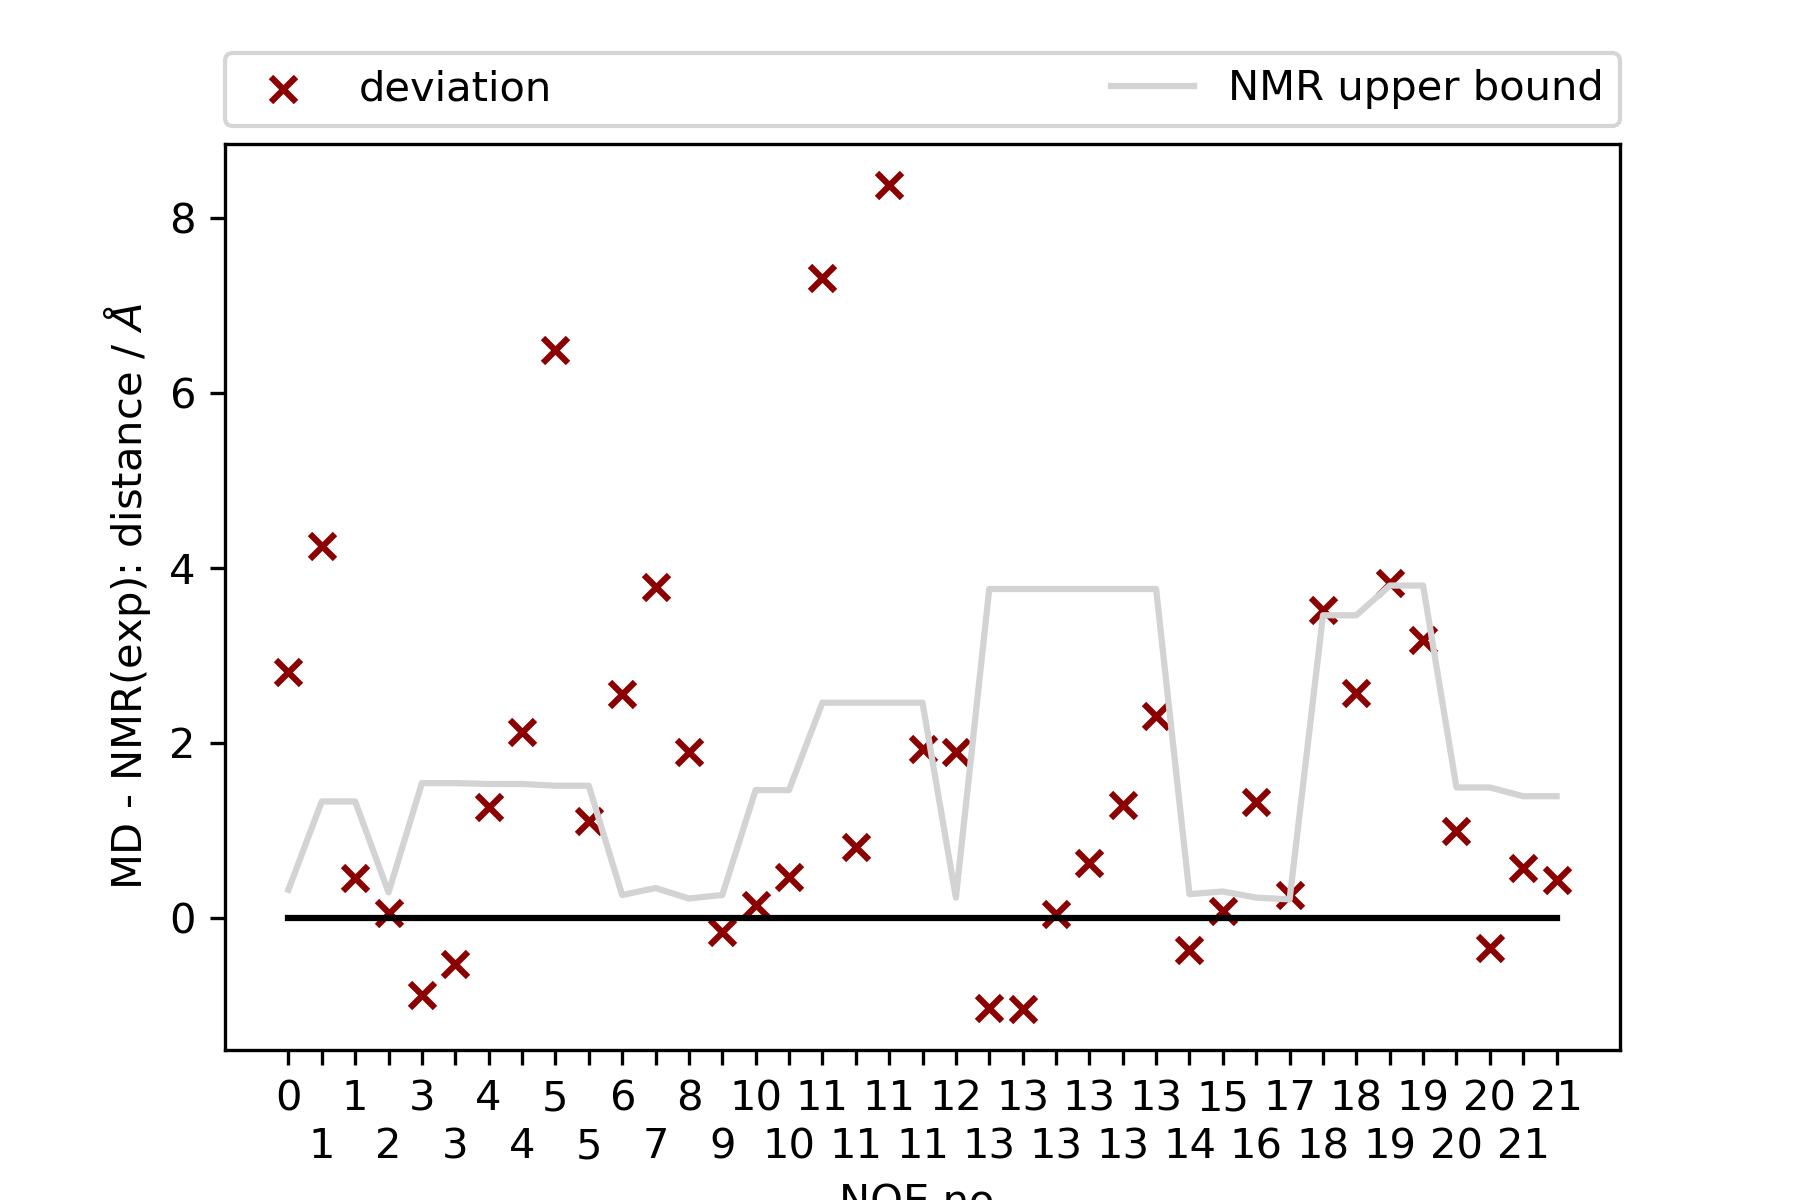 deviation NMR upper bound
MD - NMR(exp): distance / Å
8
6
4
2
0
0 1 3 4 5 6 8 10 11 11 12 13 13 13 15 17 18 19 20 21
1 2 3 4 5 7 9 10 11 11 13 13 13 14 16 18 19 20 21
NOE no